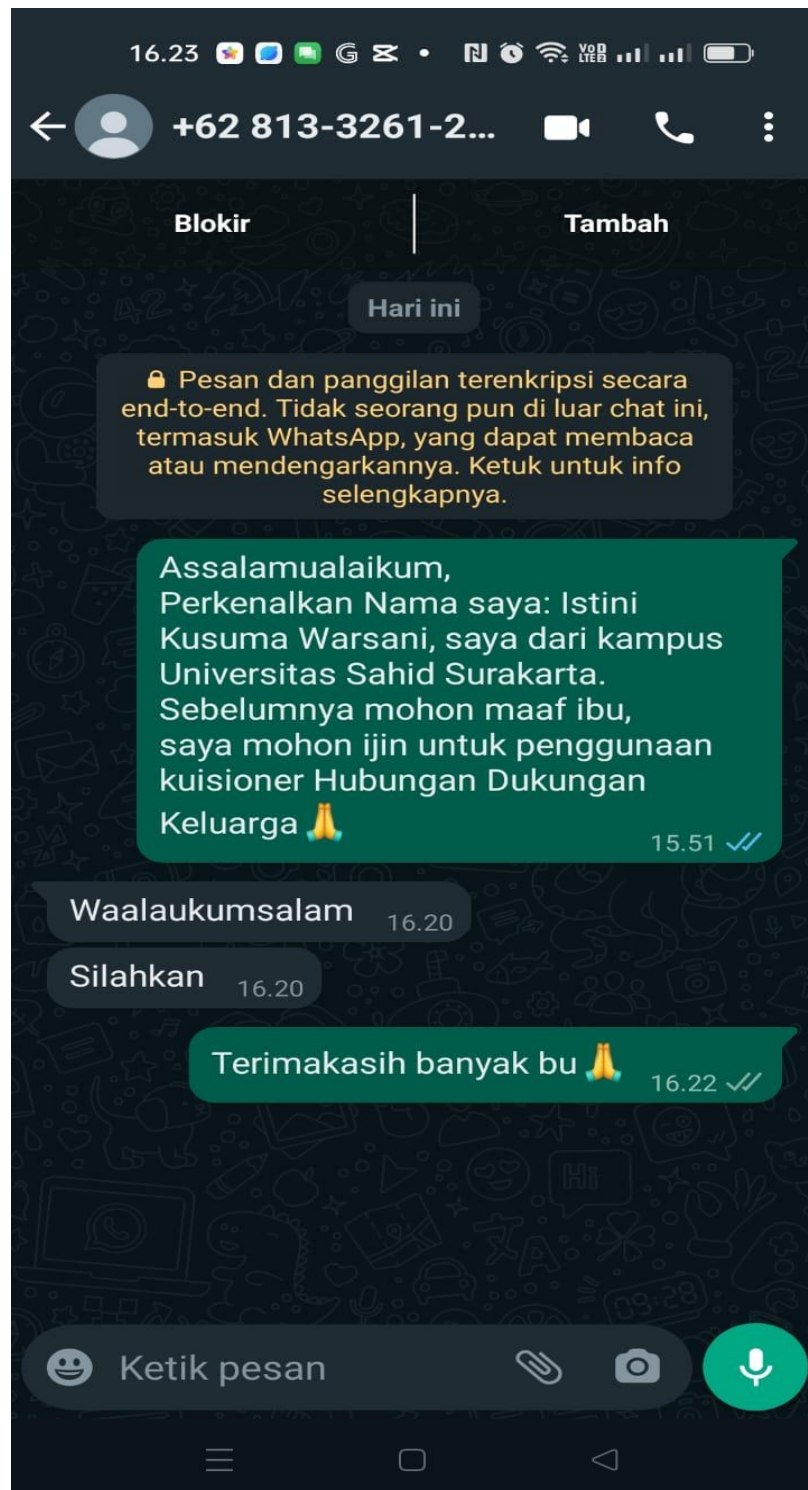 16.23
+62 813-3261-2...
Blokir
Tambah
Hari ini
Pesan dan panggilan terenkripsi secara
end-to-end. Tidak seorang pun di luar chat ini,
termasuk WhatsApp, yang dapat membaca
atau mendengarkannya. Ketuk untuk info
selengkapnya.
Assalamualaikum,
Perkenalkan Nama saya: Istini
Kusuma Warsani, saya dari kampus
Universitas Sahid Surakarta.
Sebelumnya mohon maaf ibu,
saya mohon ijin untuk penggunaan
kuisioner Hubungan Dukungan
Keluarga 🙏
15.51
Waalaukumsalam 16.20
Silahkan 16.20
Terimakasih banyak bu 🙏 16.22
Ketik pesan